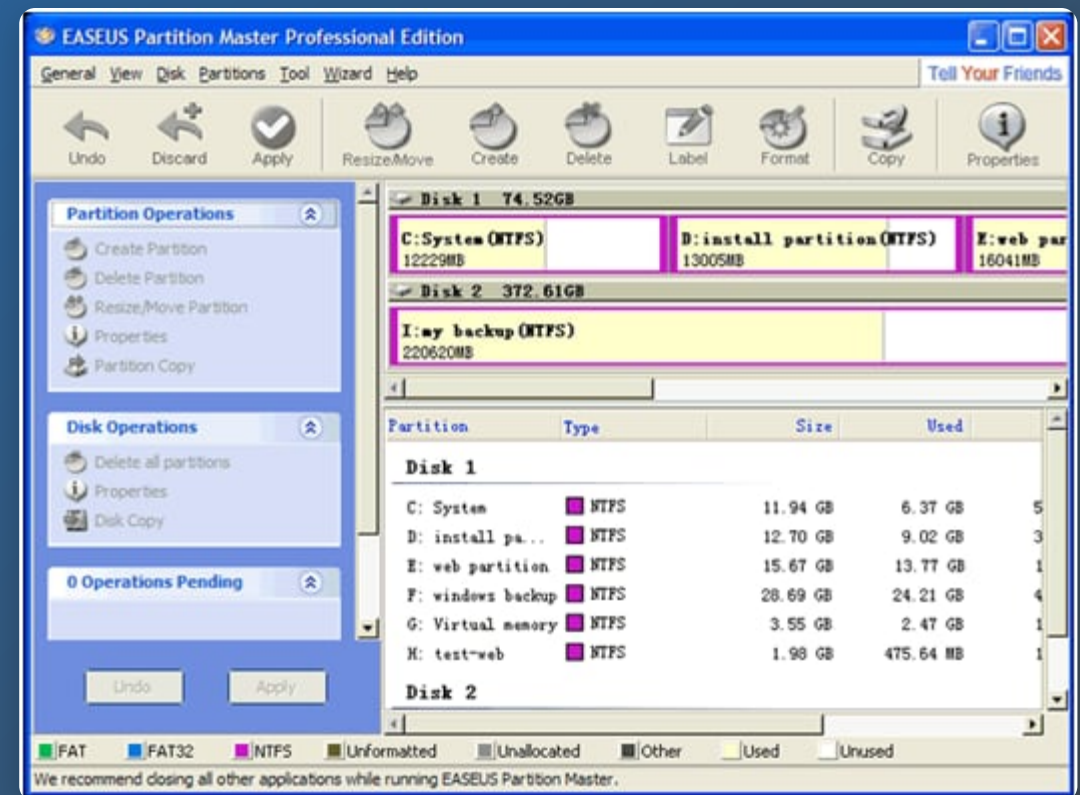 EASEUS Partition Master Professional Edition
General View Disk Partitions Tool Wizard Help
Tell Your Friends
Undo Discard Apply Resize/Move Create Delete Label Format Copy Properties
Partition Operations
Create Partition
Delete Partition
Resize/Move Partition
Properties
Partition Copy
Disk Operations
Delete all partitions
Properties
Disk Copy
0 Operations Pending
Undo Apply
Disk 1 74.52GB
C:System(NTFS) D:install partition(NTFS) E:web par
12229MB 13005MB 16041MB
Disk 2 372.61GB
I:my backup(NTFS)
220620MB
Partition Type Size Used
Disk 1
C: System NTFS 11.94 GB 6.37 GB 5
D: install pa... NTFS 12.70 GB 9.02 GB 3
E: web partition NTFS 15.67 GB 13.77 GB 1
F: windows backup NTFS 28.69 GB 24.21 GB 4
G: Virtual memory NTFS 3.55 GB 2.47 GB 1
H: test-web NTFS 1.98 GB 475.64 MB 1
Disk 2
FAT FAT32 NTFS Unformatted Unallocated Other Used Unused
We recommend closing all other applications while running EASEUS Partition Master.